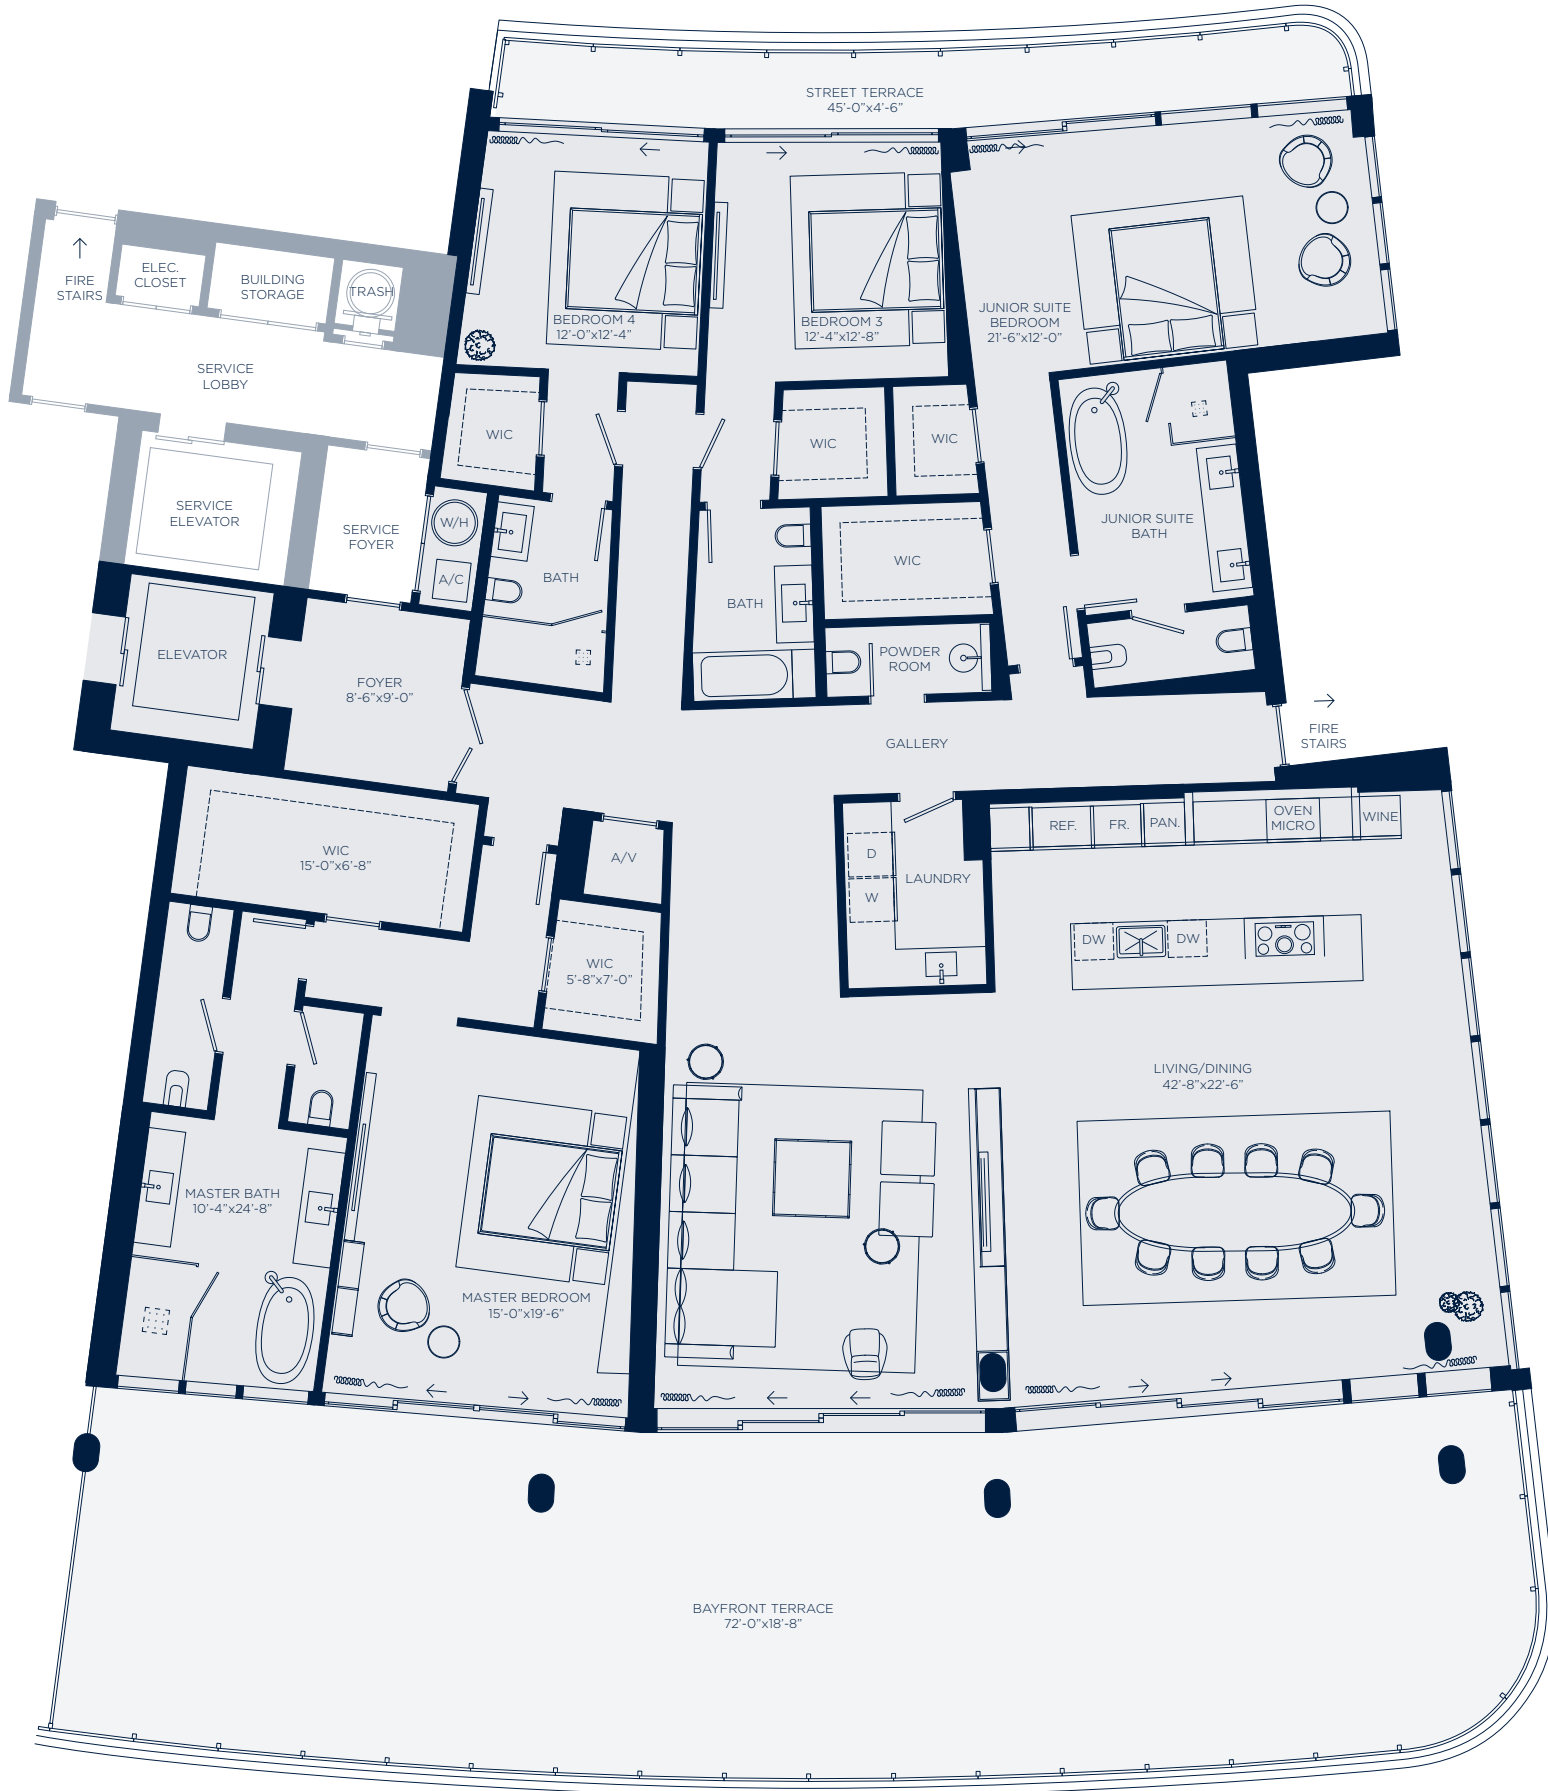 STREET TERRACE
45'-0"x4'-6"
ELEC.
CLOSET
BUILDING
STORAGE
TRASH
FIRE
STAIRS
SERVICE
LOBBY
BEDROOM 4
12'-0"x12'-4"
BEDROOM 3
12'-4"x12'-8"
JUNIOR SUITE
BEDROOM
21'-6"x12'-0"
WIC
WIC
WIC
SERVICE
ELEVATOR
SERVICE
FOYER
W/H
A/C
BATH
BATH
WIC
JUNIOR SUITE
BATH
ELEVATOR
FOYER
8'-6"x9'-0"
POWDER
ROOM
GALLERY
FIRE
STAIRS
WIC
15'-0"x6'-8"
A/V
D
W
LAUNDRY
REF.
FR.
PAN.
OVEN
MICRO
WINE
WIC
5'-8"x7'-0"
DW
DW
LIVING/DINING
42'-8"x22'-6"
MASTER BATH
10'-4"x24'-8"
MASTER BEDROOM
15'-0"x19'-6"
BAYFRONT TERRACE
72'-0"x18'-8"